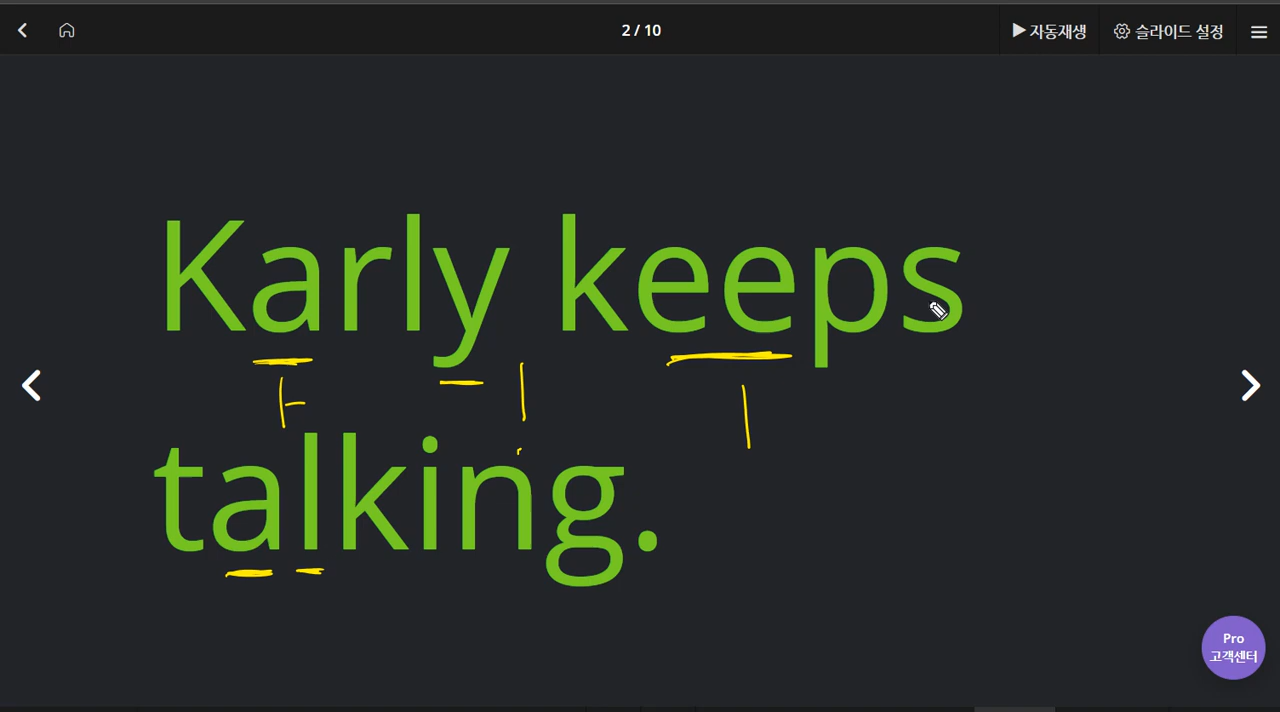 2 / 10
▶ 자동재생
슬라이드 설정
Karly keeps
ㅏ ㅣ ㅣ
talking.
Pro
고객센터